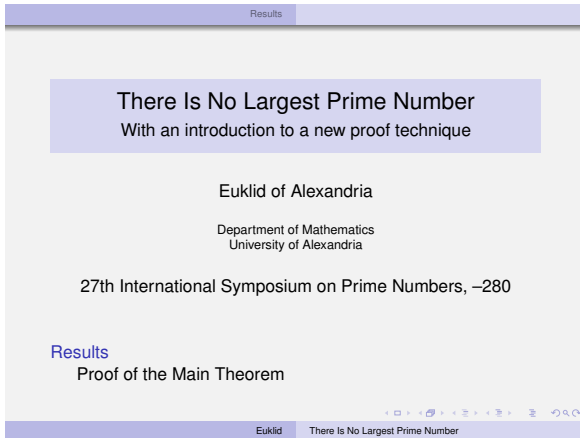 Results
There Is No Largest Prime Number
With an introduction to a new proof technique
Euklid of Alexandria
Department of Mathematics
University of Alexandria
27th International Symposium on Prime Numbers, –280
Results
Proof of the Main Theorem
Euklid There Is No Largest Prime Number